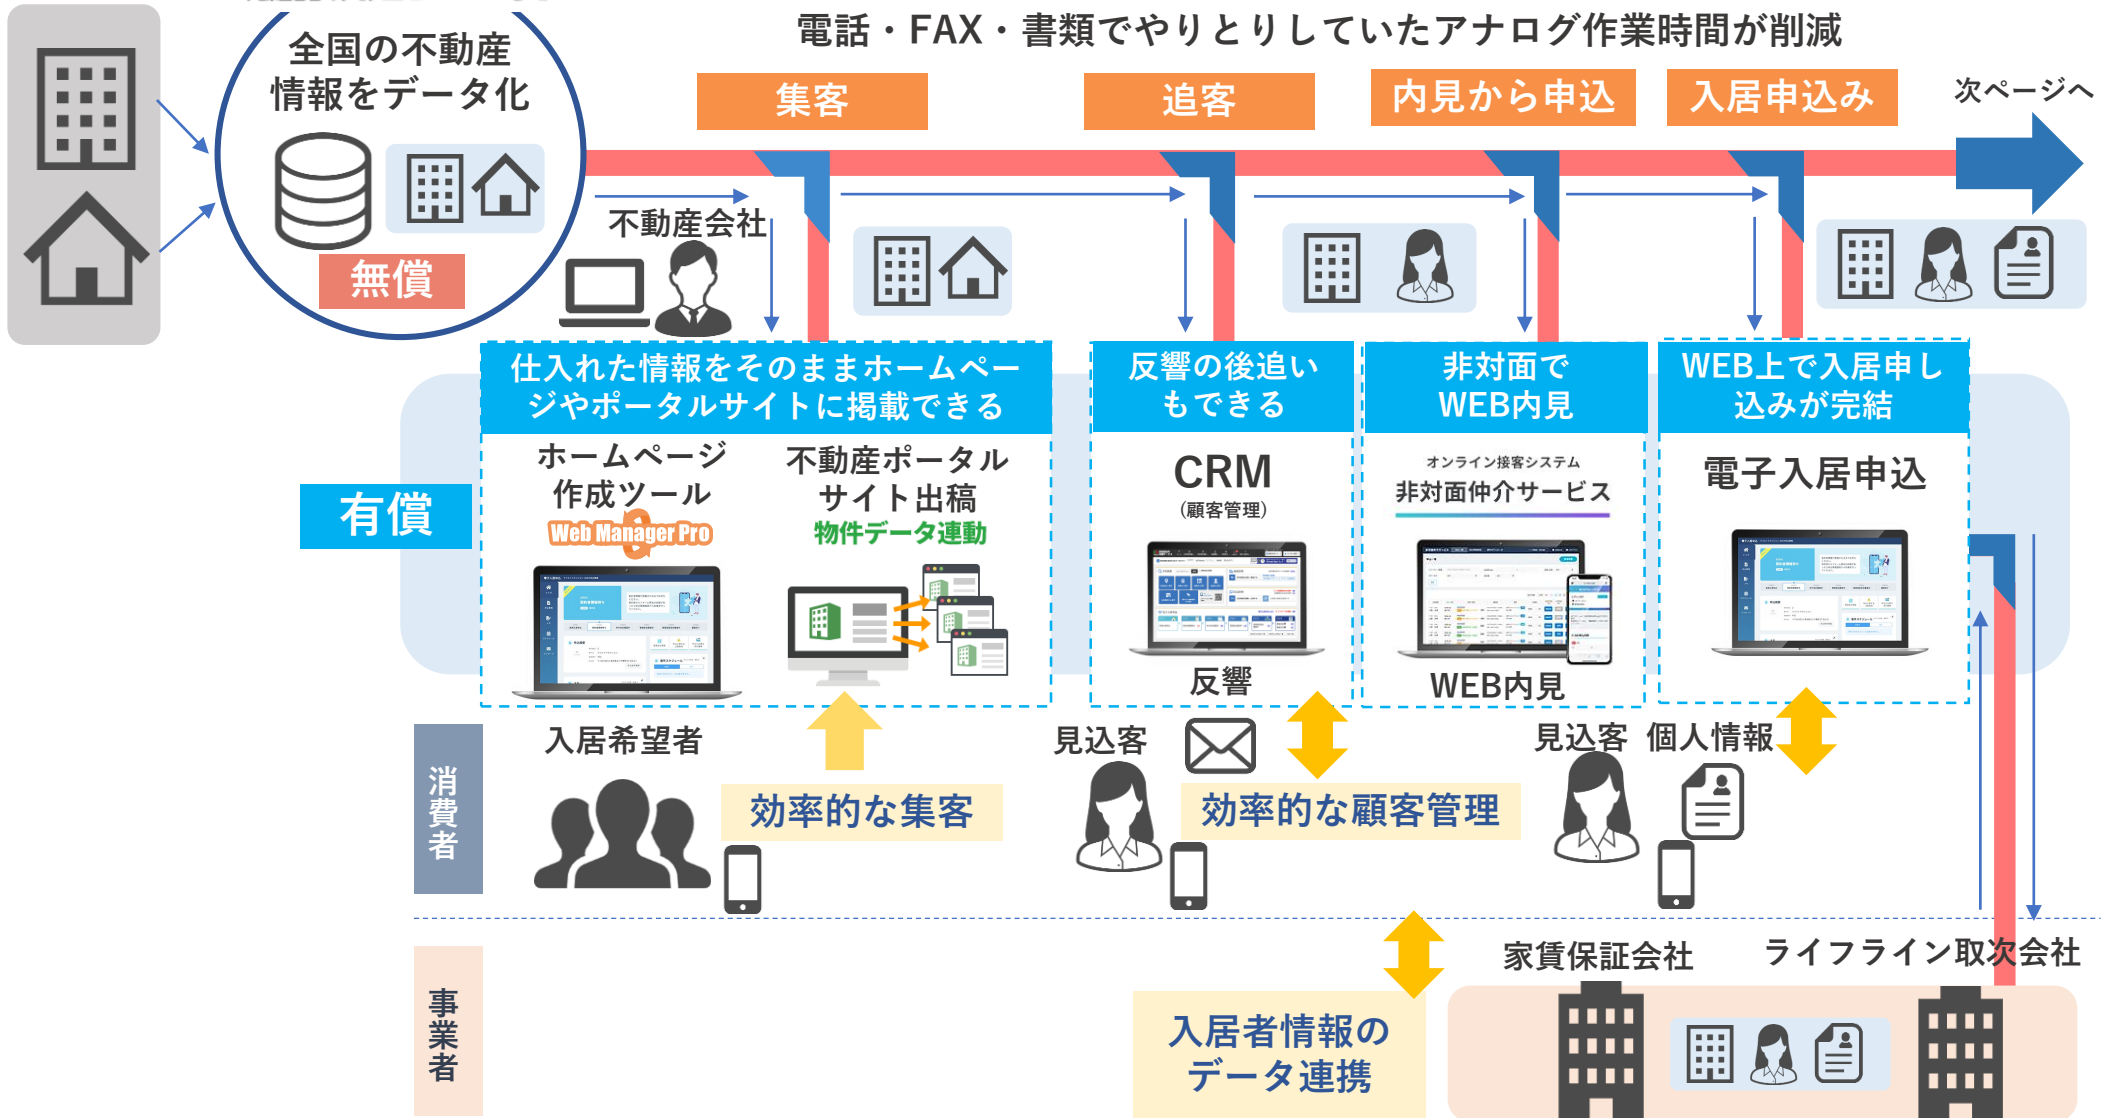 電話・FAX・書類でやりとりしていたアナログ作業時間が削減
全国の不動産
情報をデータ化
無償
集客
追客
内見から申込
入居申込み
次ページへ
不動産会社
仕入れた情報をそのままホームペー
ジやポータルサイトに掲載できる
反響の後追い
もできる
非対面で
WEB内見
WEB上で入居申し
込みが完結
有償
ホームページ
作成ツール
Web Manager Pro
不動産ポータル
サイト出稿
物件データ連動
CRM
(顧客管理)
反響
オンライン接客システム
非対面仲介サービス
WEB内見
電子入居申込
消費者
入居希望者
効率的な集客
見込客
効率的な顧客管理
見込客
個人情報
事業者
入居者情報の
データ連携
家賃保証会社
ライフライン取次会社